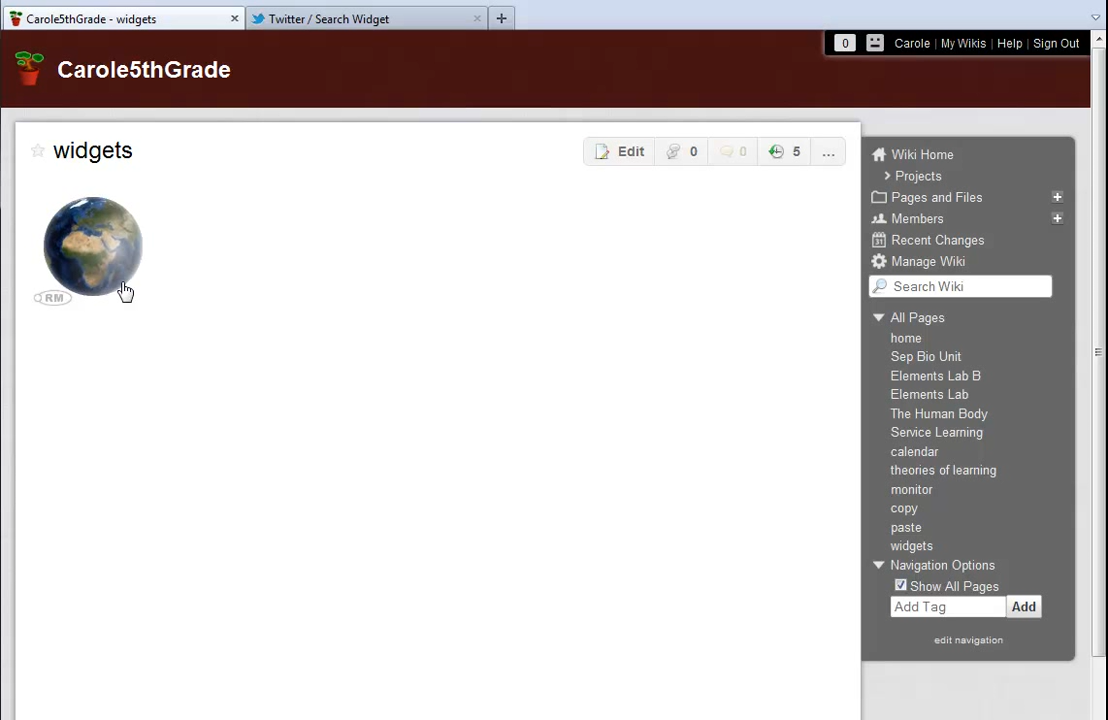 Carole5thGrade - widgets
Twitter / Search Widget
0 Carole My Wikis Help Sign Out
Carole5thGrade
widgets
Edit 0 0 5 ...
RM
Wiki Home
Projects
Pages and Files
Members
Recent Changes
Manage Wiki
Search Wiki
All Pages
home
Sep Bio Unit
Elements Lab B
Elements Lab
The Human Body
Service Learning
calendar
theories of learning
monitor
copy
paste
widgets
Navigation Options
Show All Pages
Add Tag Add
edit navigation